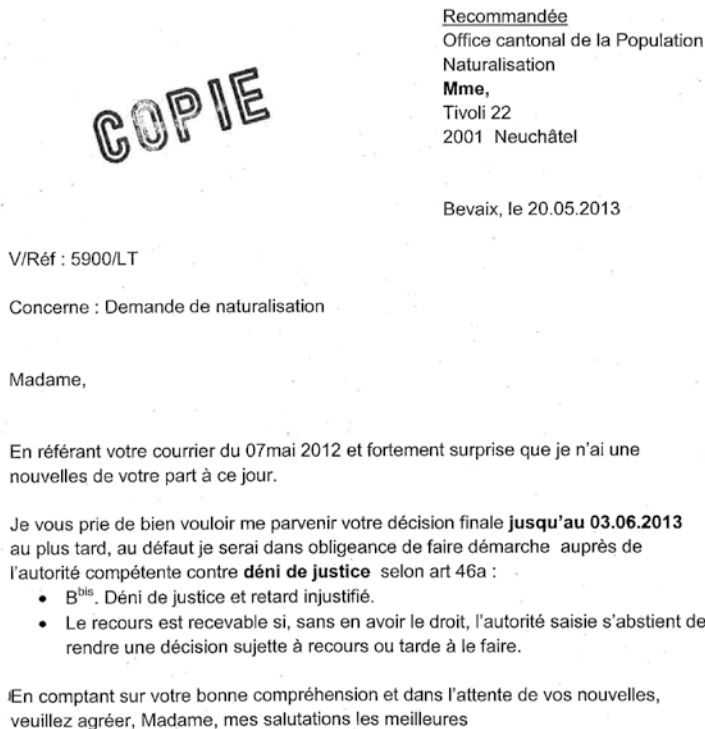 Recommandée
Office cantonal de la Population
Naturalisation
Mme,
Tivoli 22
2001 Neuchâtel
COPIE
Bevaix, le 20.05.2013
V/Réf : 5900/LT
Concerne : Demande de naturalisation
Madame,
En référant votre courrier du 07mai 2012 et fortement surprise que je n'ai une
nouvelles de votre part à ce jour.
Je vous prie de bien vouloir me parvenir votre décision finale jusqu'au 03.06.2013
au plus tard, au défaut je serai dans obligeance de faire démarche auprès de
l'autorité compétente contre déni de justice selon art 46a :
• B^bis. Déni de justice et retard injustifié.
• Le recours est recevable si, sans en avoir le droit, l'autorité saisie s'abstient de
rendre une décision sujette à recours ou tarde à le faire.
En comptant sur votre bonne compréhension et dans l'attente de vos nouvelles,
veuillez agréer, Madame, mes salutations les meilleures